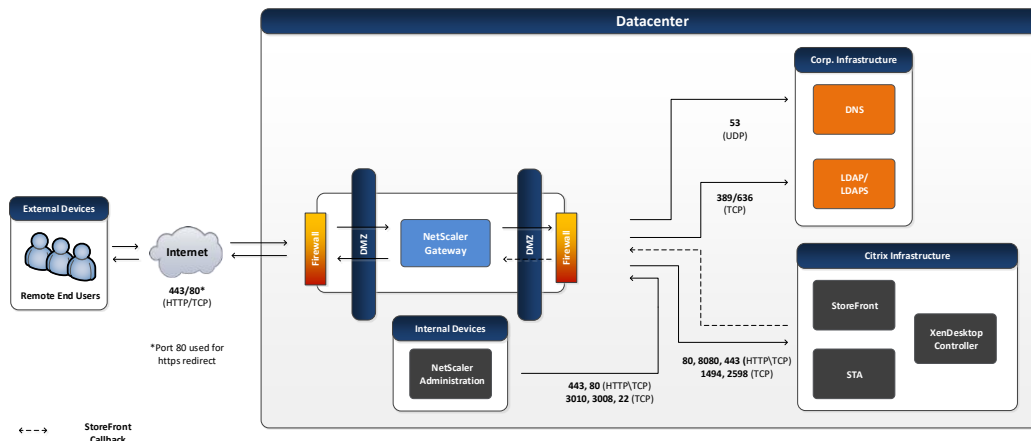 Datacenter
Corp. Infrastructure
DNS
53
(UDP)
LDAP/
LDAPS
389/636
(TCP)
External Devices
Remote End Users
Internet
443/80*
(HTTP/TCP)
*Port 80 used for
https redirect
Firewall
DMZ
NetScaler
Gateway
DMZ
Firewall
Internal Devices
NetScaler
Administration
443, 80 (HTTP\TCP)
3010, 3008, 22 (TCP)
Citrix Infrastructure
StoreFront
XenDesktop
Controller
STA
80, 8080, 443 (HTTP\TCP)
1494, 2598 (TCP)
StoreFront
Callback